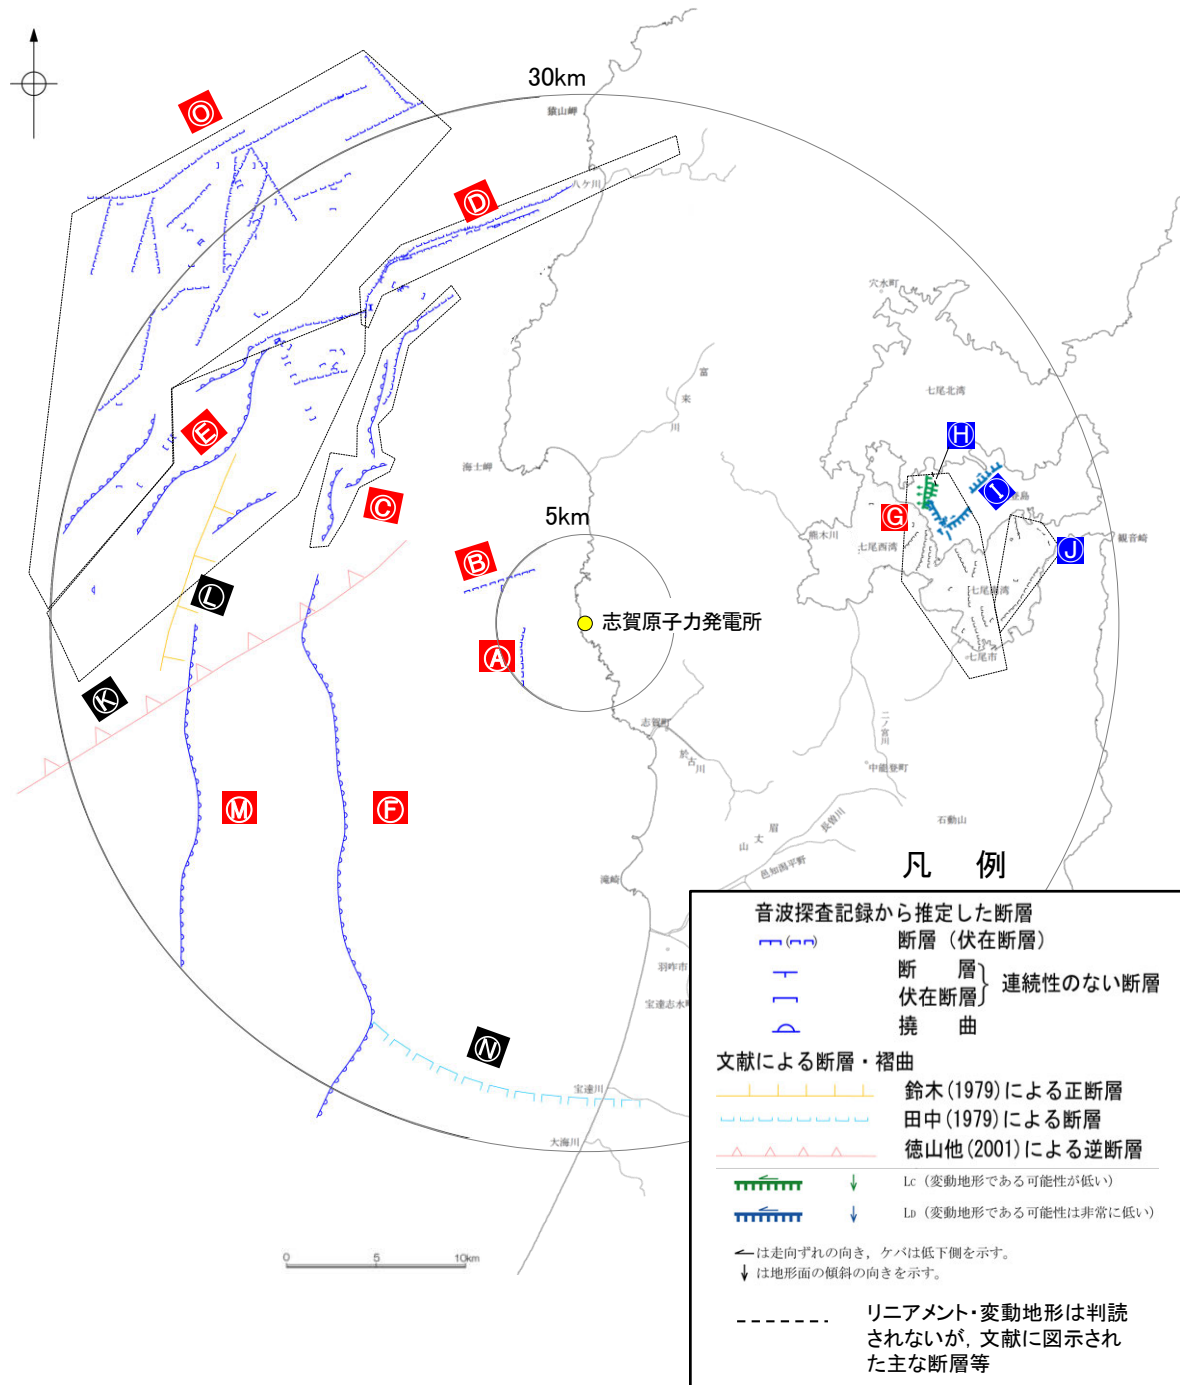 30km
猿山岬
Ⓞ
八ケ川
Ⓓ
穴水町
富
来
川
七尾北湾
Ⓔ
Ⓗ
海士岬
Ⓒ
Ⓘ
能登島
5km
Ⓖ
熊木川
七尾西湾
Ⓙ
観音崎
Ⓑ
Ⓛ
七尾南湾
志賀原子力発電所
Ⓐ
七尾市
Ⓚ
志賀町
二ノ宮川
於古川
中能登町
Ⓜ
Ⓕ
石動山
長曽川
眉
丈
山
邑知潟平野
滝崎
羽咋市
宝達志水町
Ⓝ
宝達川
大海川
0 5 10km
凡 例
音波探査記録から推定した断層
断層（伏在断層）
断 層
伏在断層
連続性のない断層
撓 曲
文献による断層・褶曲
鈴木(1979)による正断層
田中(1979)による断層
徳山他(2001)による逆断層
LC（変動地形である可能性が低い）
LD（変動地形である可能性は非常に低い）
は走向ずれの向き，ケバは低下側を示す。
は地形面の傾斜の向きを示す。
リニアメント・変動地形は判読
されないが，文献に図示され
た主な断層等